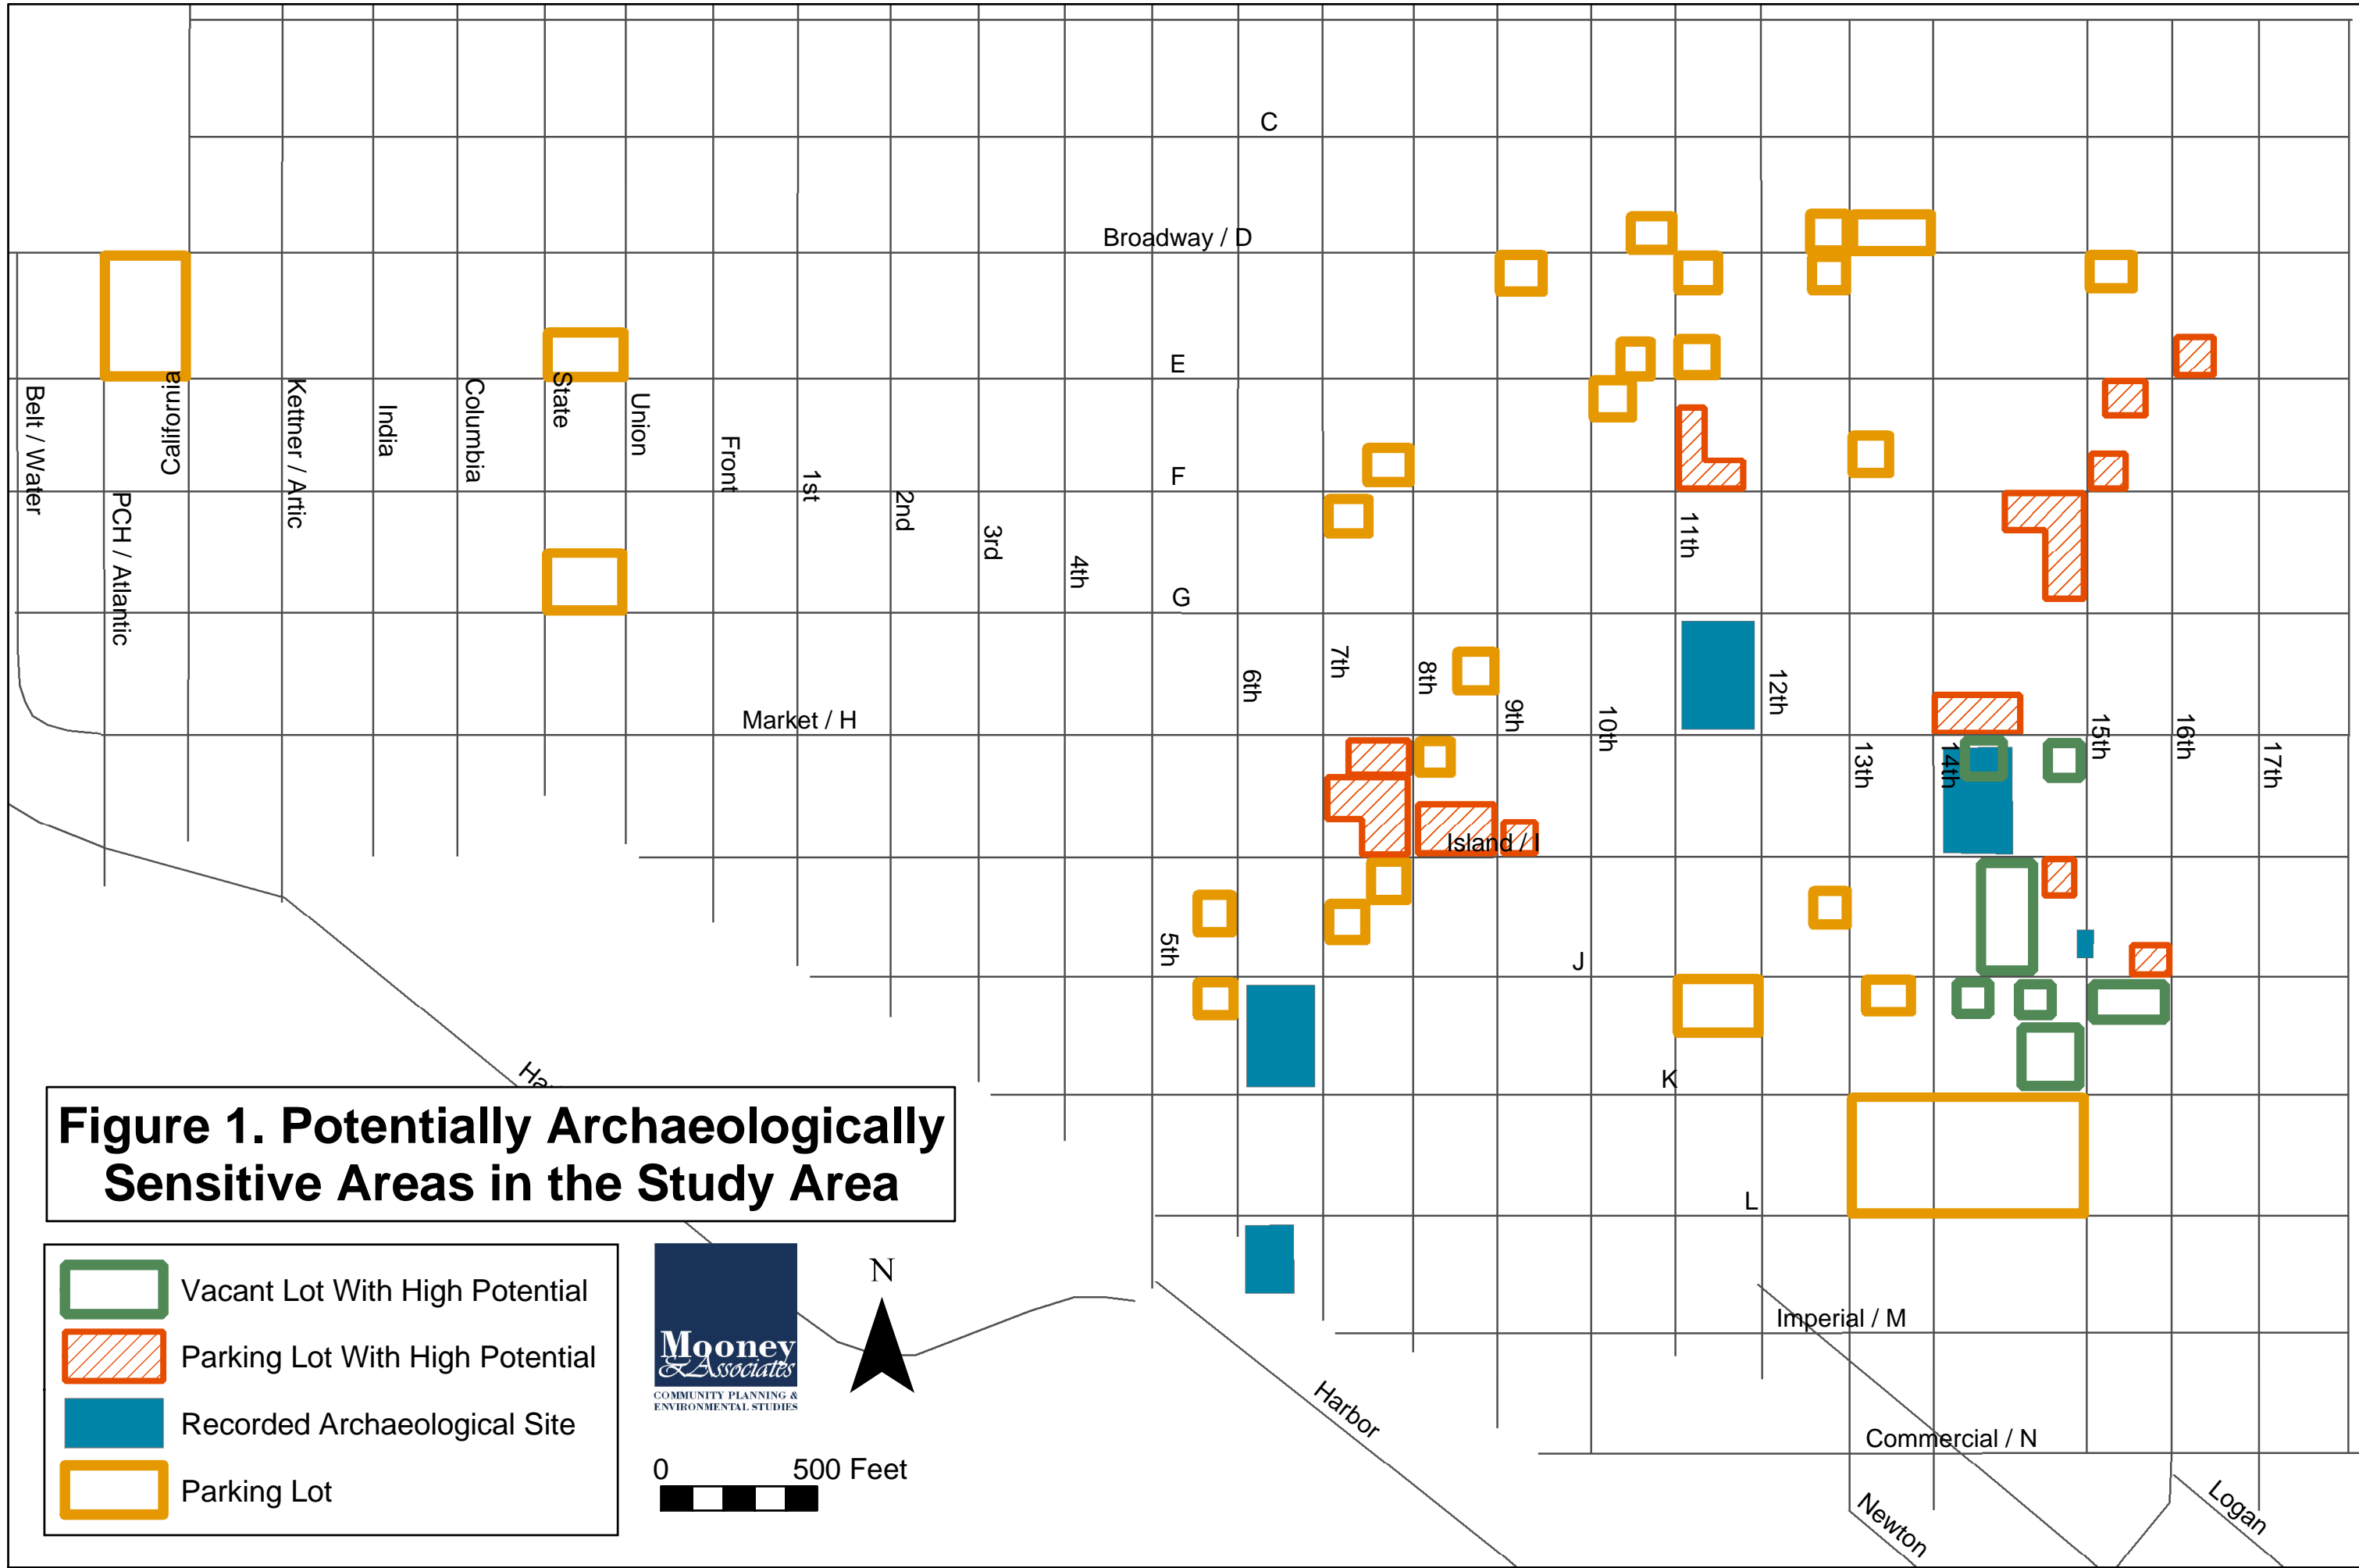 C
Broadway / D
E
F
G
Market / H
Island / I
J
K
L
Imperial / M
Commercial / N
Belt / Water
PCH / Atlantic
California
Kettner / Artic
India
Columbia
State
Union
Front
1st
2nd
3rd
4th
5th
6th
7th
8th
9th
10th
11th
12th
13th
14th
15th
16th
17th
Harbor
Newton
Logan
Figure 1. Potentially Archaeologically
Sensitive Areas in the Study Area
Vacant Lot With High Potential
Parking Lot With High Potential
Recorded Archaeological Site
Parking Lot
Mooney
& Associates
COMMUNITY PLANNING &
ENVIRONMENTAL STUDIES
N
0 500 Feet